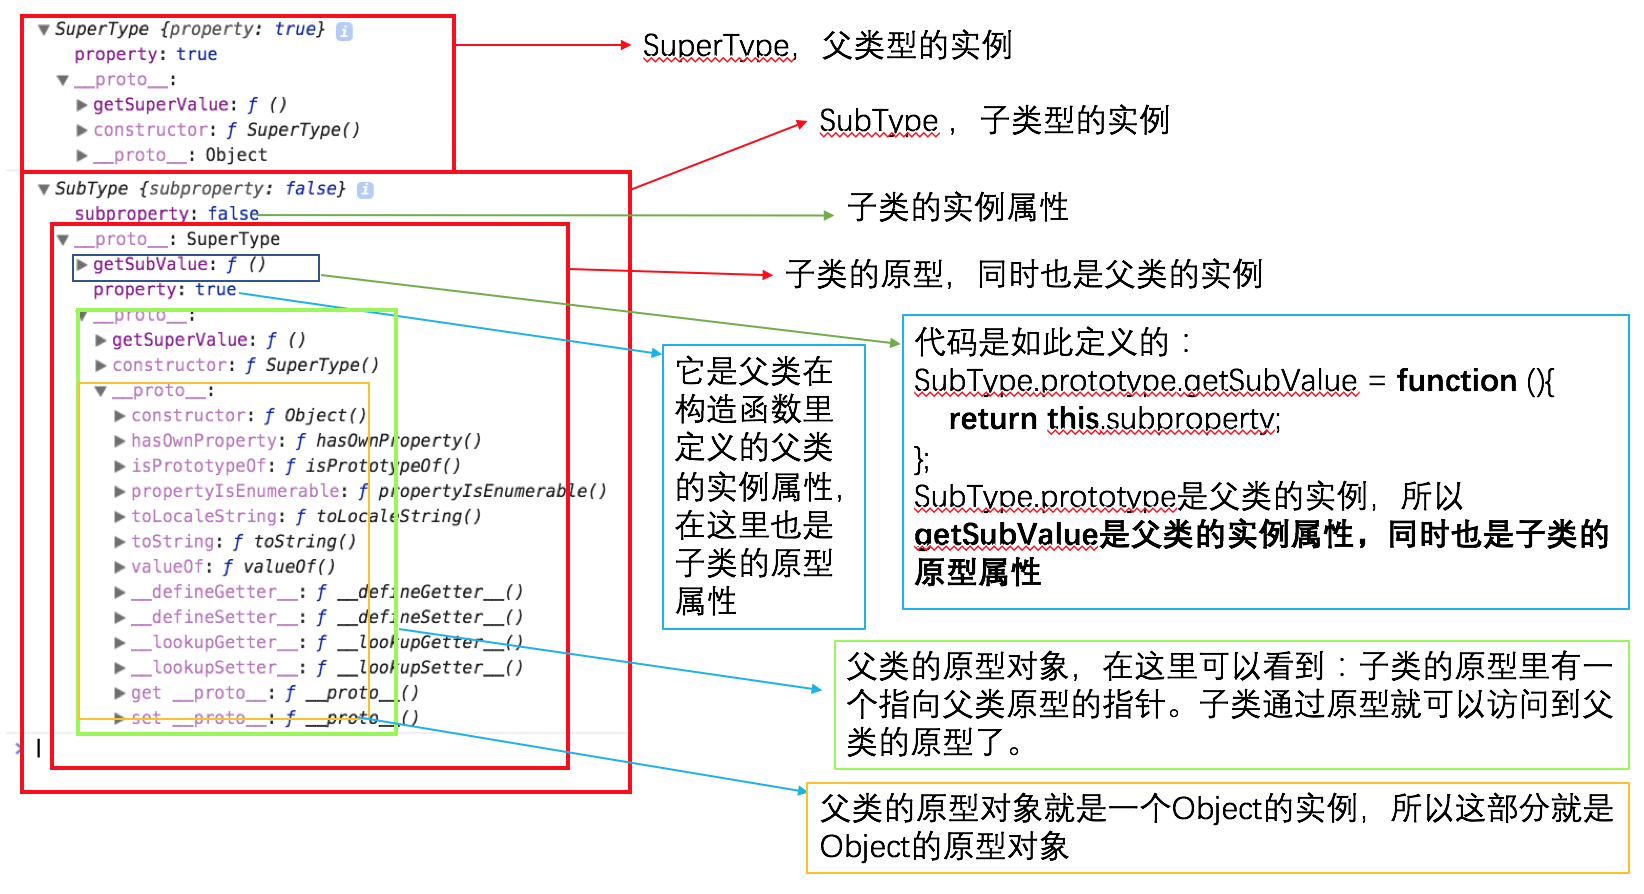 SuperType {property: true} i
property: true
__proto__:
getSuperValue: ƒ ()
constructor: ƒ SuperType()
__proto__: Object
SubType {subproperty: false} i
subproperty: false
__proto__: SuperType
getSubValue: ƒ ()
property: true
__proto__:
getSuperValue: ƒ ()
constructor: ƒ SuperType()
__proto__:
constructor: ƒ Object()
hasOwnProperty: ƒ hasOwnProperty()
isPrototypeOf: ƒ isPrototypeOf()
propertyIsEnumerable: ƒ propertyIsEnumerable()
toLocaleString: ƒ toLocaleString()
toString: ƒ toString()
valueOf: ƒ valueOf()
__defineGetter__: ƒ __defineGetter__()
__defineSetter__: ƒ __defineSetter__()
__lookupGetter__: ƒ __lookupGetter__()
__lookupSetter__: ƒ __lookupSetter__()
get __proto__: ƒ __proto__()
set __proto__: ƒ __proto__()
SuperType，父类型的实例
SubType ，子类型的实例
子类的实例属性
子类的原型，同时也是父类的实例
它是父类在
构造函数里
定义的父类
的实例属性，
在这里也是
子类的原型
属性
代码是如此定义的：
SubType.prototype.getSubValue = function (){
return this.subproperty;
};
SubType.prototype是父类的实例，所以
getSubValue是父类的实例属性，同时也是子类的
原型属性
父类的原型对象，在这里可以看到：子类的原型里有一
个指向父类原型的指针。子类通过原型就可以访问到父
类的原型了。
父类的原型对象就是一个Object的实例，所以这部分就是
Object的原型对象